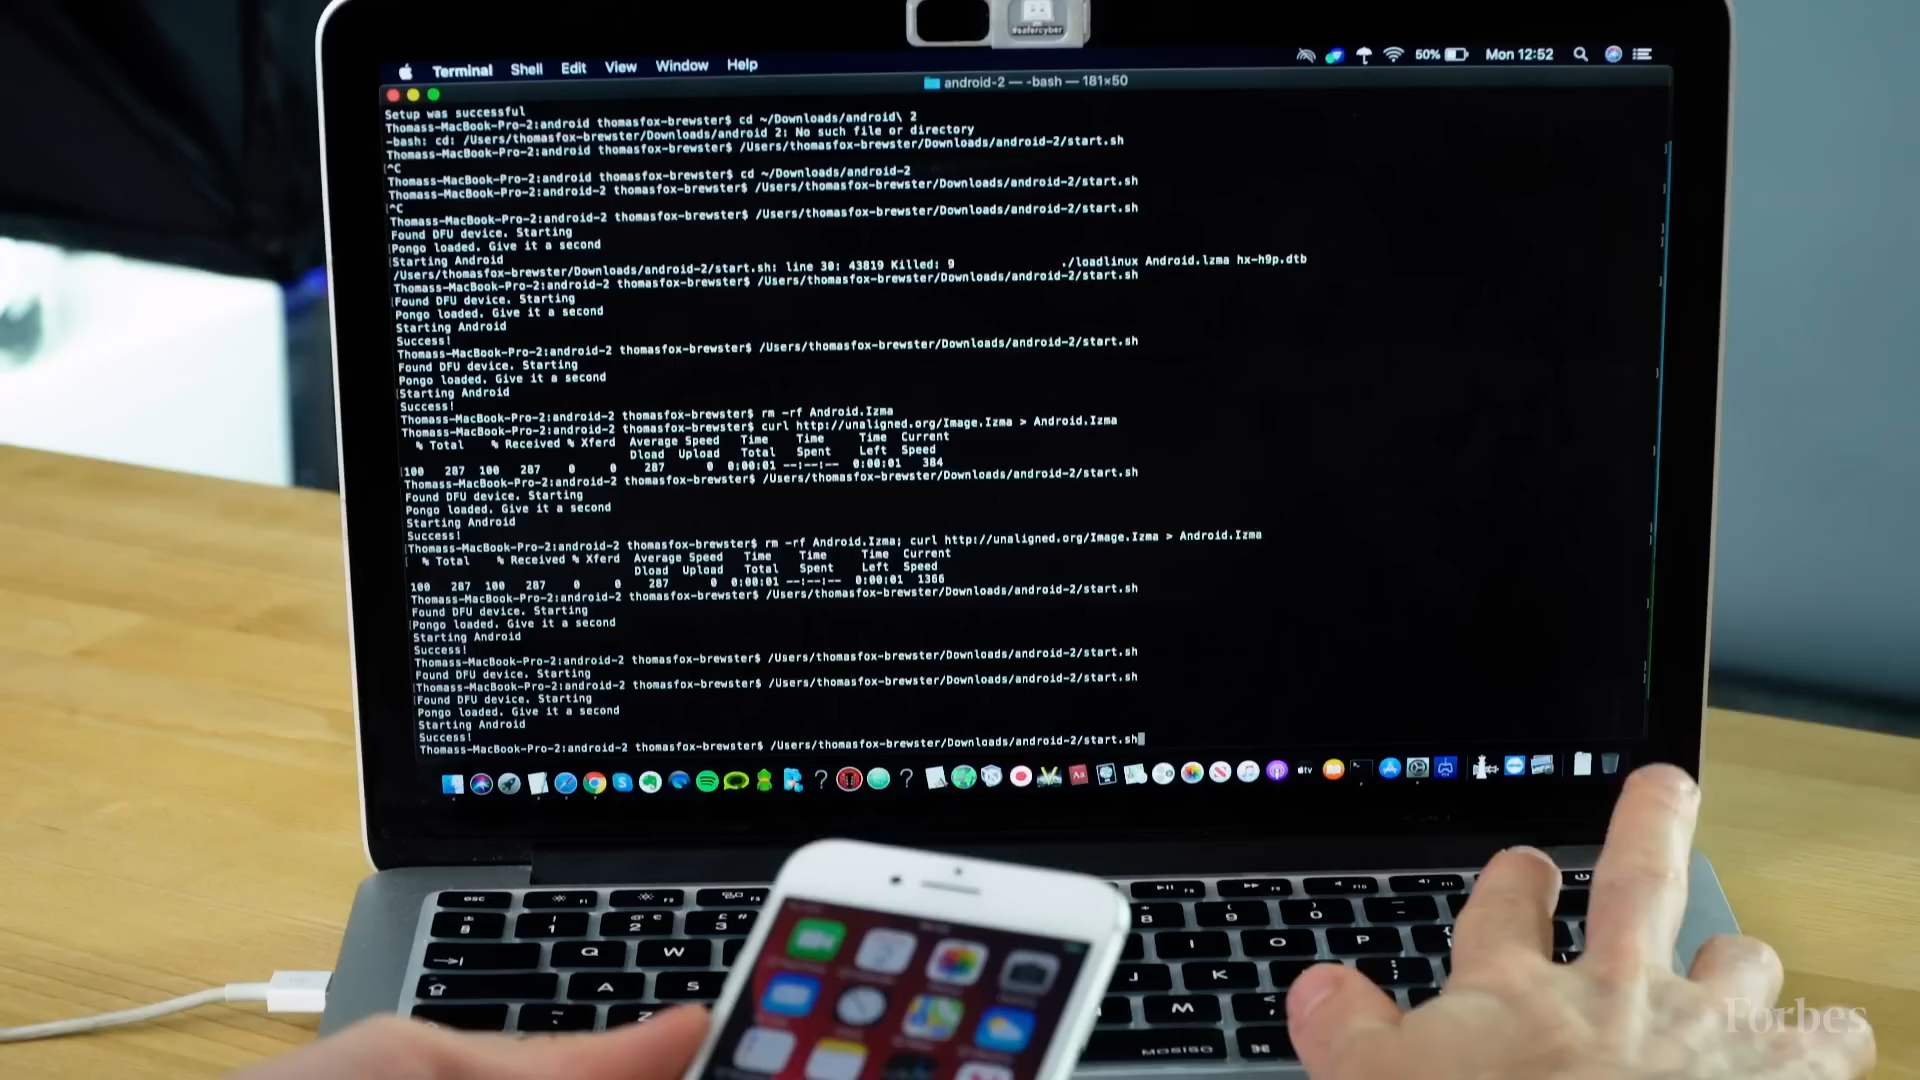 #safercyber
Terminal Shell Edit View Window Help 50% Mon 12:52
android-2 — -bash — 181×50
Setup was successful
Thomass-MacBook-Pro-2:android thomasfox-brewster$ cd ~/Downloads/android\ 2
-bash: cd: /Users/thomasfox-brewster/Downloads/android 2: No such file or directory
Thomass-MacBook-Pro-2:android thomasfox-brewster$ /Users/thomasfox-brewster/Downloads/android-2/start.sh
^C
Thomass-MacBook-Pro-2:android thomasfox-brewster$ cd ~/Downloads/android-2
Thomass-MacBook-Pro-2:android-2 thomasfox-brewster$ /Users/thomasfox-brewster/Downloads/android-2/start.sh
^C
Thomass-MacBook-Pro-2:android-2 thomasfox-brewster$ /Users/thomasfox-brewster/Downloads/android-2/start.sh
Found DFU device. Starting
Pongo loaded. Give it a second
Starting Android
/Users/thomasfox-brewster/Downloads/android-2/start.sh: line 30: 43819 Killed: 9 ./loadlinux Android.lzma hx-h9p.dtb
Thomass-MacBook-Pro-2:android-2 thomasfox-brewster$ /Users/thomasfox-brewster/Downloads/android-2/start.sh
Found DFU device. Starting
Pongo loaded. Give it a second
Starting Android
Success!
Thomass-MacBook-Pro-2:android-2 thomasfox-brewster$ /Users/thomasfox-brewster/Downloads/android-2/start.sh
Found DFU device. Starting
Pongo loaded. Give it a second
Starting Android
Success!
Thomass-MacBook-Pro-2:android-2 thomasfox-brewster$ rm -rf Android.Izma
Thomass-MacBook-Pro-2:android-2 thomasfox-brewster$ curl http://unaligned.org/Image.Izma > Android.Izma
% Total % Received % Xferd Average Speed Time Time Time Current
Dload Upload Total Spent Left Speed
100 287 100 287 0 0 287 0 0:00:01 --:--:-- 0:00:01 384
Thomass-MacBook-Pro-2:android-2 thomasfox-brewster$ /Users/thomasfox-brewster/Downloads/android-2/start.sh
Found DFU device. Starting
Pongo loaded. Give it a second
Starting Android
Success!
Thomass-MacBook-Pro-2:android-2 thomasfox-brewster$ rm -rf Android.Izma; curl http://unaligned.org/Image.Izma > Android.Izma
% Total % Received % Xferd Average Speed Time Time Time Current
Dload Upload Total Spent Left Speed
100 287 100 287 0 0 287 0 0:00:01 --:--:-- 0:00:01 1366
Thomass-MacBook-Pro-2:android-2 thomasfox-brewster$ /Users/thomasfox-brewster/Downloads/android-2/start.sh
Found DFU device. Starting
Pongo loaded. Give it a second
Starting Android
Success!
Thomass-MacBook-Pro-2:android-2 thomasfox-brewster$ /Users/thomasfox-brewster/Downloads/android-2/start.sh
Found DFU device. Starting
Thomass-MacBook-Pro-2:android-2 thomasfox-brewster$ /Users/thomasfox-brewster/Downloads/android-2/start.sh
Found DFU device. Starting
Pongo loaded. Give it a second
Starting Android
Success!
Thomass-MacBook-Pro-2:android-2 thomasfox-brewster$ /Users/thomasfox-brewster/Downloads/android-2/start.sh
tv
esc F1
1 2 3 8 9 0
Q W I O P
A S J K
M
Forbes